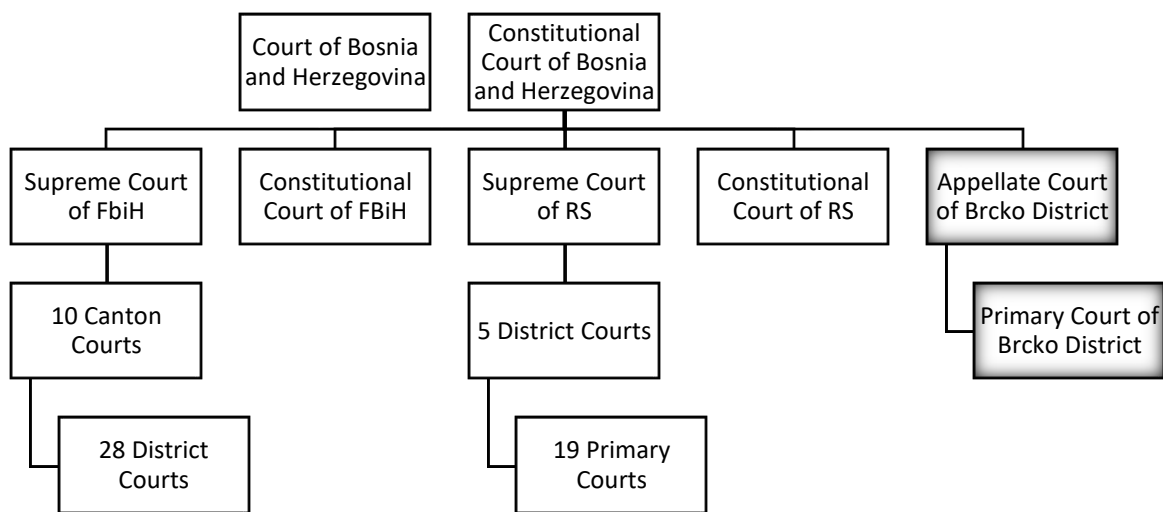 Court of Bosnia
and Herzegovina
Constitutional
Court of Bosnia
and Herzegovina
Supreme Court
of FbiH
Constitutional
Court of FBiH
Supreme Court
of RS
Constitutional
Court of RS
Appellate Court
of Brcko District
10 Canton
Courts
5 District Courts
Primary Court of
Brcko District
28 District
Courts
19 Primary
Courts